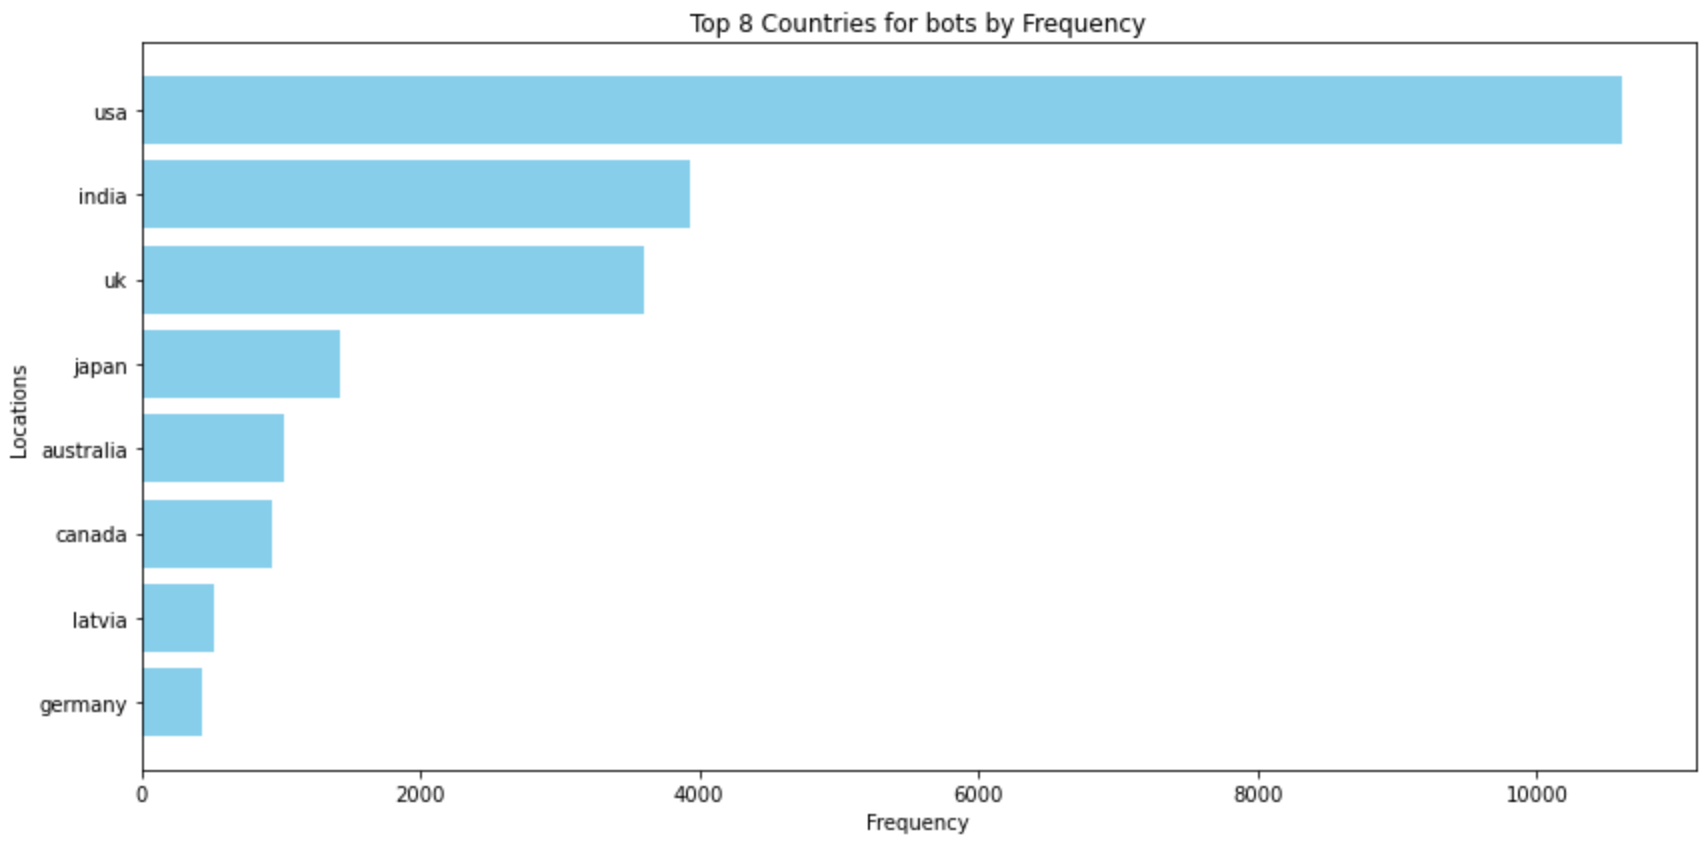 Top 8 Countries for bots by Frequency
usa
india
uk
japan
australia
canada
latvia
germany
Locations
0 2000 4000 6000 8000 10000
Frequency